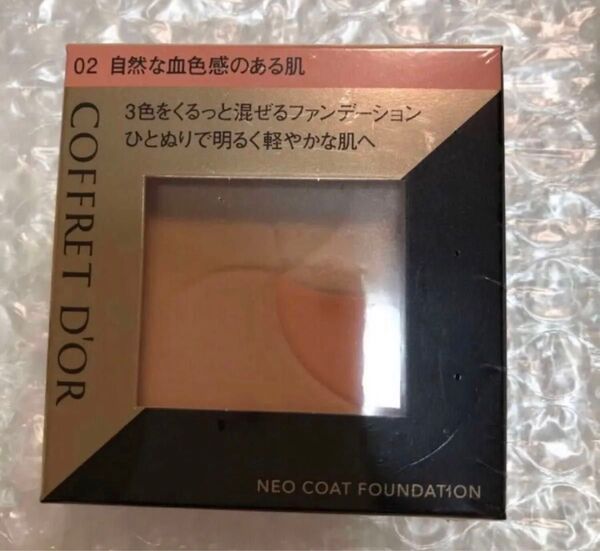 02 自然な血色感のある肌
3色をくるっと混ぜるファンデーション
ひとぬりで明るく軽やかな肌へ
COFFRET D'OR
NEO COAT FOUNDATION